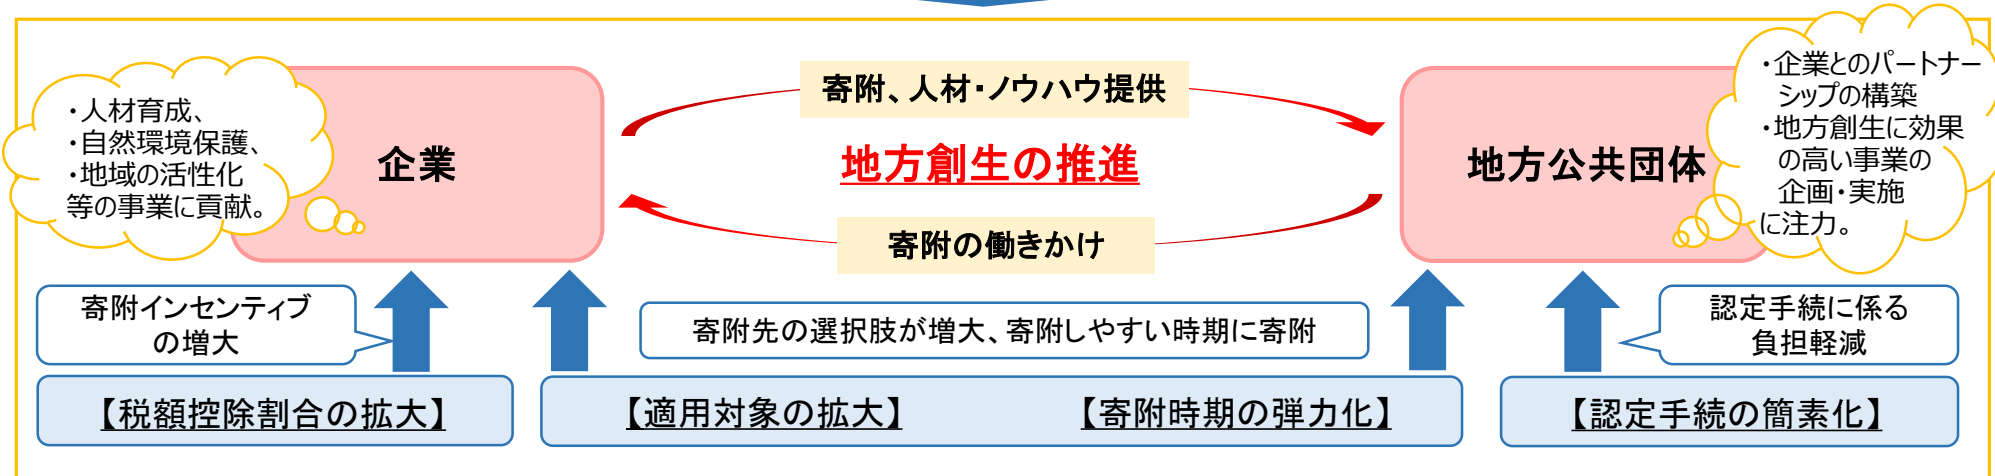 ・人材育成、
・自然環境保護、
・地域の活性化
等の事業に貢献。
企業
寄附、人材・ノウハウ提供
地方創生の推進
寄附の働きかけ
地方公共団体
・企業とのパートナー
シップの構築
・地方創生に効果
の高い事業の
企画・実施
に注力。
寄附インセンティブ
の増大
寄附先の選択肢が増大、寄附しやすい時期に寄附
認定手続に係る
負担軽減
【税額控除割合の拡大】
【適用対象の拡大】
【寄附時期の弾力化】
【認定手続の簡素化】